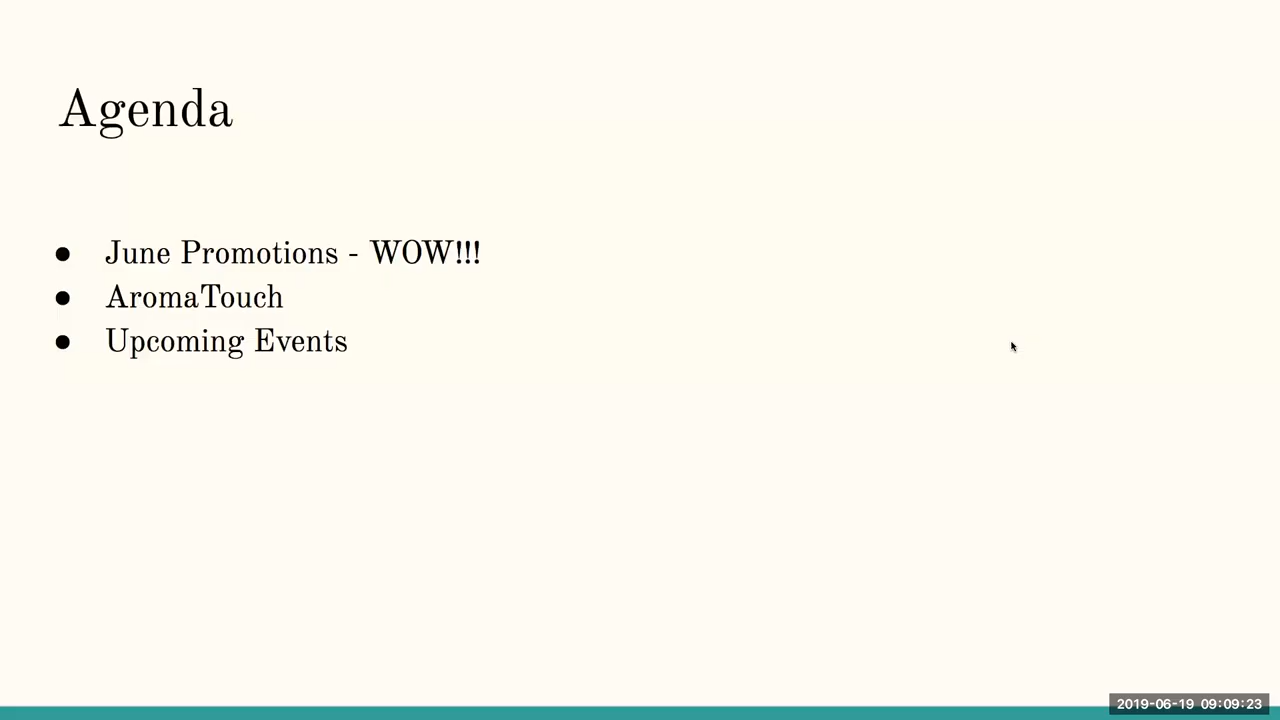 Agenda
● June Promotions - WOW!!!
● AromaTouch
● Upcoming Events
2019-06-19 09:09:23